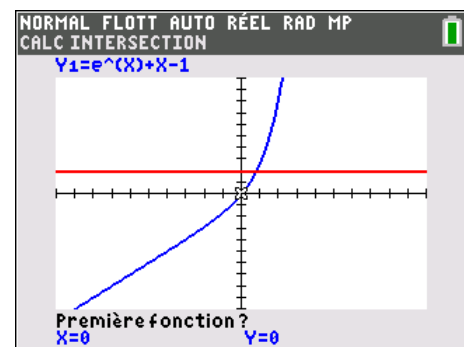 NORMAL FLOTT AUTO RÉEL RAD MP
CALC INTERSECTION
Y₁=e^(X)+X-1
Première fonction?
X=0 Y=0